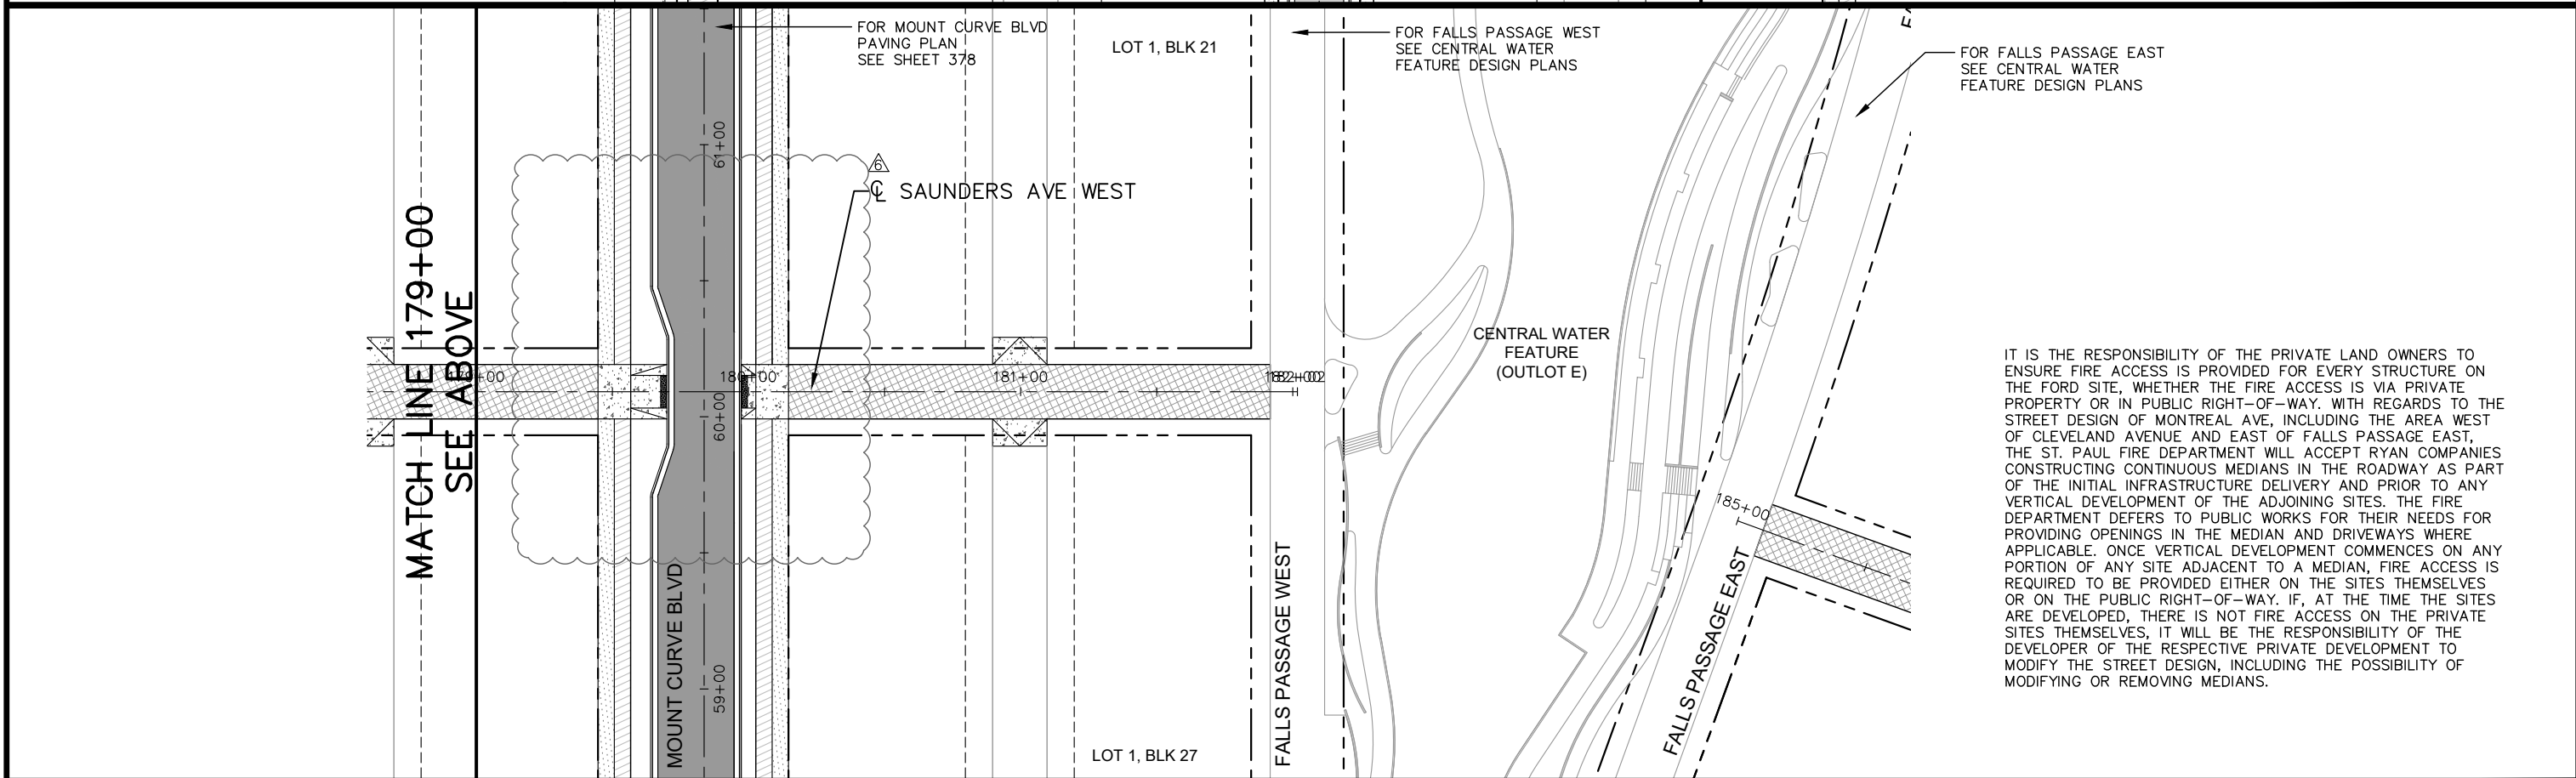 FOR MOUNT CURVE BLVD
PAVING PLAN
SEE SHEET 378
LOT 1, BLK 21
FOR FALLS PASSAGE WEST
SEE CENTRAL WATER
FEATURE DESIGN PLANS
FOR FALLS PASSAGE EAST
SEE CENTRAL WATER
FEATURE DESIGN PLANS
61+00
6
℄ SAUNDERS AVE WEST
MATCH LINE 179+00
SEE ABOVE
179+00
180+00
181+00
182+00
60+00
CENTRAL WATER
FEATURE
(OUTLOT E)
185+00
59+00
MOUNT CURVE BLVD
FALLS PASSAGE WEST
FALLS PASSAGE EAST
LOT 1, BLK 27
IT IS THE RESPONSIBILITY OF THE PRIVATE LAND OWNERS TO
ENSURE FIRE ACCESS IS PROVIDED FOR EVERY STRUCTURE ON
THE FORD SITE, WHETHER THE FIRE ACCESS IS VIA PRIVATE
PROPERTY OR IN PUBLIC RIGHT-OF-WAY. WITH REGARDS TO THE
STREET DESIGN OF MONTREAL AVE, INCLUDING THE AREA WEST
OF CLEVELAND AVENUE AND EAST OF FALLS PASSAGE EAST,
THE ST. PAUL FIRE DEPARTMENT WILL ACCEPT RYAN COMPANIES
CONSTRUCTING CONTINUOUS MEDIANS IN THE ROADWAY AS PART
OF THE INITIAL INFRASTRUCTURE DELIVERY AND PRIOR TO ANY
VERTICAL DEVELOPMENT OF THE ADJOINING SITES. THE FIRE
DEPARTMENT DEFERS TO PUBLIC WORKS FOR THEIR NEEDS FOR
PROVIDING OPENINGS IN THE MEDIAN AND DRIVEWAYS WHERE
APPLICABLE. ONCE VERTICAL DEVELOPMENT COMMENCES ON ANY
PORTION OF ANY SITE ADJACENT TO A MEDIAN, FIRE ACCESS IS
REQUIRED TO BE PROVIDED EITHER ON THE SITES THEMSELVES
OR ON THE PUBLIC RIGHT-OF-WAY. IF, AT THE TIME THE SITES
ARE DEVELOPED, THERE IS NOT FIRE ACCESS ON THE PRIVATE
SITES THEMSELVES, IT WILL BE THE RESPONSIBILITY OF THE
DEVELOPER OF THE RESPECTIVE PRIVATE DEVELOPMENT TO
MODIFY THE STREET DESIGN, INCLUDING THE POSSIBILITY OF
MODIFYING OR REMOVING MEDIANS.